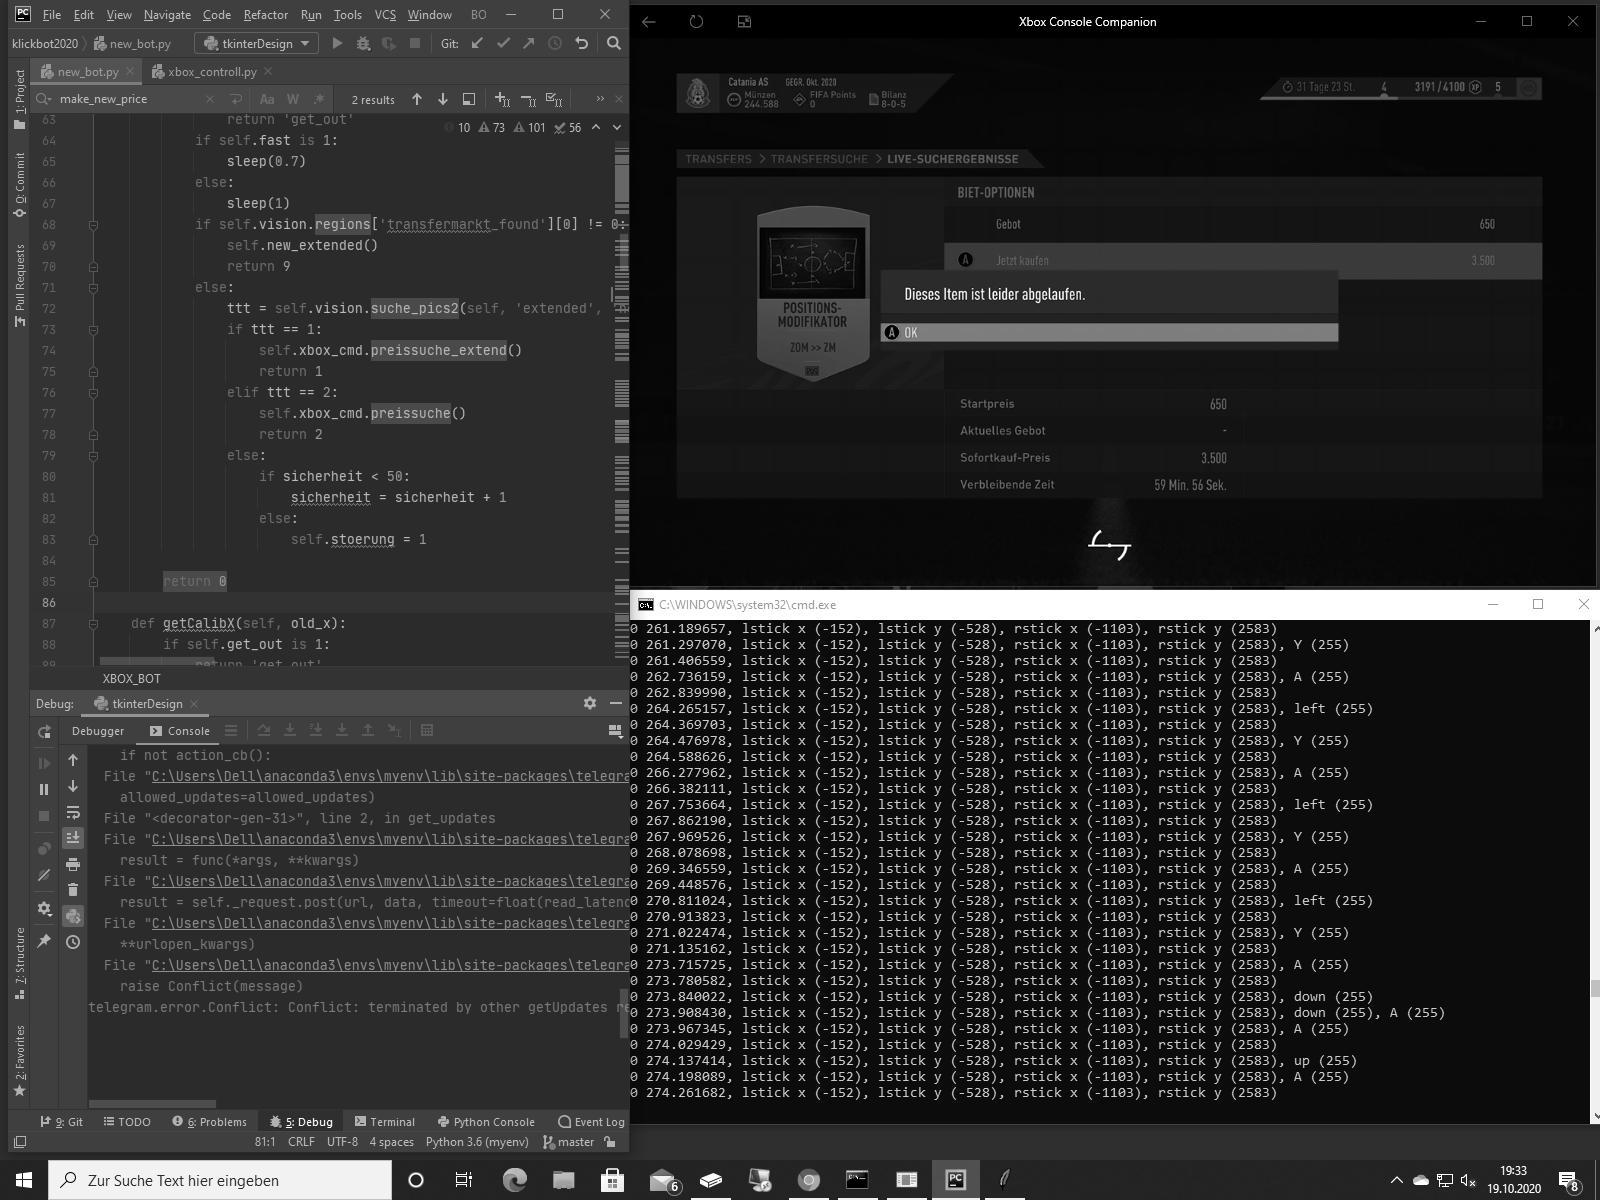 File Edit View Navigate Code Refactor Run Tools VCS Window BO
klickbot2020 new_bot.py tkinterDesign Git:
new_bot.py xbox_controll.py
make_new_price Aa W .* 2 results
10 73 101 56
63 return 'get_out'
64 if self.fast is 1:
65 sleep(0.7)
66 else:
67 sleep(1)
68 if self.vision.regions['transfermarkt_found'][0] != 0:
69 self.new_extended()
70 return 9
71 else:
72 ttt = self.vision.suche_pics2(self, 'extended',
73 if ttt == 1:
74 self.xbox_cmd.preissuche_extend()
75 return 1
76 elif ttt == 2:
77 self.xbox_cmd.preissuche()
78 return 2
79 else:
80 if sicherheit < 50:
81 sicherheit = sicherheit + 1
82 else:
83 self.stoerung = 1
84
85 return 0
86
87 def getCalibX(self, old_x):
88 if self.get_out is 1:
89 return 'get_out'
XBOX_BOT
1: Project
0: Commit
Pull Requests
7: Structure
2: Favorites
Debug: tkinterDesign
Debugger Console
if not action_cb():
File "C:\Users\Dell\anaconda3\envs\myenv\lib\site-packages\telegra
allowed_updates=allowed_updates)
File "<decorator-gen-31>", line 2, in get_updates
File "C:\Users\Dell\anaconda3\envs\myenv\lib\site-packages\telegra
result = func(*args, **kwargs)
File "C:\Users\Dell\anaconda3\envs\myenv\lib\site-packages\telegra
result = self._request.post(url, data, timeout=float(read_latenc
File "C:\Users\Dell\anaconda3\envs\myenv\lib\site-packages\telegra
**urlopen_kwargs)
File "C:\Users\Dell\anaconda3\envs\myenv\lib\site-packages\telegra
raise Conflict(message)
telegram.error.Conflict: Conflict: terminated by other getUpdates re
9: Git TODO 6: Problems 5: Debug Terminal Python Console Event Log
81:1 CRLF UTF-8 4 spaces Python 3.6 (myenv) master
Xbox Console Companion
Catania AS GEGR. Okt. 2020
Münzen 244.588 FIFA Points 0 Bilanz 8-0-5
31 Tage 23 St. 4 3191 / 4100 XP 5
TRANSFERS > TRANSFERSUCHE > LIVE-SUCHERGEBNISSE
BIET-OPTIONEN
Gebot 650
A Jetzt kaufen 3.500
Dieses Item ist leider abgelaufen.
A OK
POSITIONS-
MODIFIKATOR
ZOM >> ZM
Startpreis 650
Aktuelles Gebot -
Sofortkauf-Preis 3.500
Verbleibende Zeit 59 Min. 56 Sek.
C:\WINDOWS\system32\cmd.exe
0 261.189657, lstick x (-152), lstick y (-528), rstick x (-1103), rstick y (2583)
0 261.297070, lstick x (-152), lstick y (-528), rstick x (-1103), rstick y (2583), Y (255)
0 261.406559, lstick x (-152), lstick y (-528), rstick x (-1103), rstick y (2583)
0 262.736159, lstick x (-152), lstick y (-528), rstick x (-1103), rstick y (2583), A (255)
0 262.839990, lstick x (-152), lstick y (-528), rstick x (-1103), rstick y (2583)
0 264.265157, lstick x (-152), lstick y (-528), rstick x (-1103), rstick y (2583), left (255)
0 264.369703, lstick x (-152), lstick y (-528), rstick x (-1103), rstick y (2583)
0 264.476978, lstick x (-152), lstick y (-528), rstick x (-1103), rstick y (2583), Y (255)
0 264.588626, lstick x (-152), lstick y (-528), rstick x (-1103), rstick y (2583)
0 266.277962, lstick x (-152), lstick y (-528), rstick x (-1103), rstick y (2583), A (255)
0 266.382111, lstick x (-152), lstick y (-528), rstick x (-1103), rstick y (2583)
0 267.753664, lstick x (-152), lstick y (-528), rstick x (-1103), rstick y (2583), left (255)
0 267.862190, lstick x (-152), lstick y (-528), rstick x (-1103), rstick y (2583)
0 267.969526, lstick x (-152), lstick y (-528), rstick x (-1103), rstick y (2583), Y (255)
0 268.078698, lstick x (-152), lstick y (-528), rstick x (-1103), rstick y (2583)
0 269.346559, lstick x (-152), lstick y (-528), rstick x (-1103), rstick y (2583), A (255)
0 269.448576, lstick x (-152), lstick y (-528), rstick x (-1103), rstick y (2583)
0 270.811024, lstick x (-152), lstick y (-528), rstick x (-1103), rstick y (2583), left (255)
0 270.913823, lstick x (-152), lstick y (-528), rstick x (-1103), rstick y (2583)
0 271.022474, lstick x (-152), lstick y (-528), rstick x (-1103), rstick y (2583), Y (255)
0 271.135162, lstick x (-152), lstick y (-528), rstick x (-1103), rstick y (2583)
0 273.715725, lstick x (-152), lstick y (-528), rstick x (-1103), rstick y (2583), A (255)
0 273.780582, lstick x (-152), lstick y (-528), rstick x (-1103), rstick y (2583)
0 273.840022, lstick x (-152), lstick y (-528), rstick x (-1103), rstick y (2583), down (255)
0 273.908430, lstick x (-152), lstick y (-528), rstick x (-1103), rstick y (2583), down (255), A (255)
0 273.967345, lstick x (-152), lstick y (-528), rstick x (-1103), rstick y (2583), A (255)
0 274.029429, lstick x (-152), lstick y (-528), rstick x (-1103), rstick y (2583)
0 274.137414, lstick x (-152), lstick y (-528), rstick x (-1103), rstick y (2583), up (255)
0 274.198089, lstick x (-152), lstick y (-528), rstick x (-1103), rstick y (2583), A (255)
0 274.261682, lstick x (-152), lstick y (-528), rstick x (-1103), rstick y (2583)
Zur Suche Text hier eingeben
6
PC
19:33
19.10.2020
8